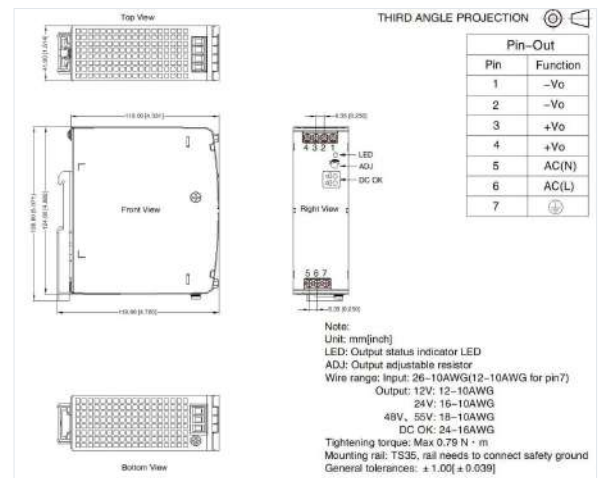 Top View
THIRD ANGLE PROJECTION
Pin-Out
Pin Function
1 -Vo
2 -Vo
3 +Vo
4 +Vo
5 AC(N)
6 AC(L)
7
4 3 2 1
LED
ADJ
DC OK
Front View
Right View
5 6 7
Bottom View
Note:
Unit: mm[inch]
LED: Output status indicator LED
ADJ: Output adjustable resistor
Wire range: Input: 26-10AWG(12-10AWG for pin7)
Output: 12V: 12-10AWG
24V: 16-10AWG
48V、55V: 18-10AWG
DC OK: 24-16AWG
Tightening torque: Max 0.79 N · m
Mounting rail: TS35, rail needs to connect safety ground
General tolerances: ±1.00[±0.039]